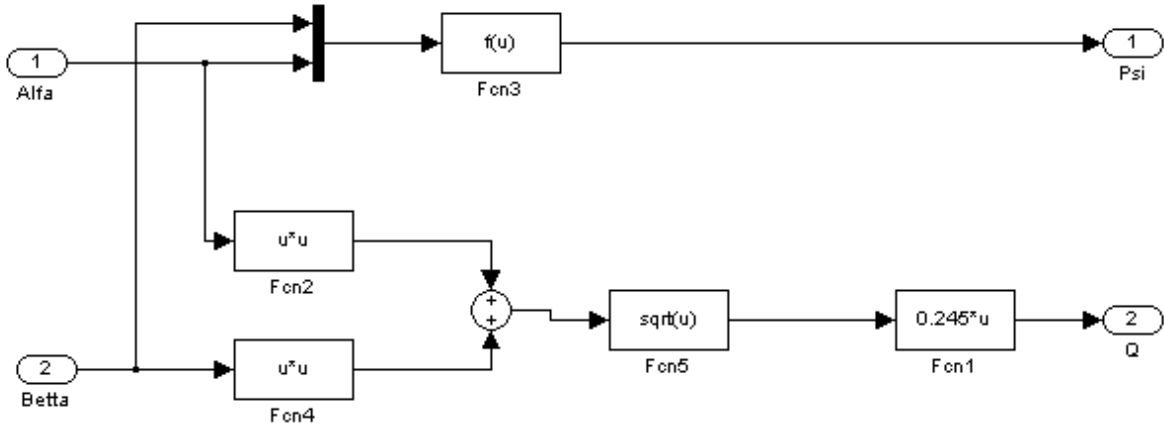 f(u)
Fcn3
1
Alfa
1
Psi
u*u
Fcn2
+
+
sqrt(u)
Fcn5
0.245*u
Fcn1
2
Q
2
Betta
u*u
Fcn4